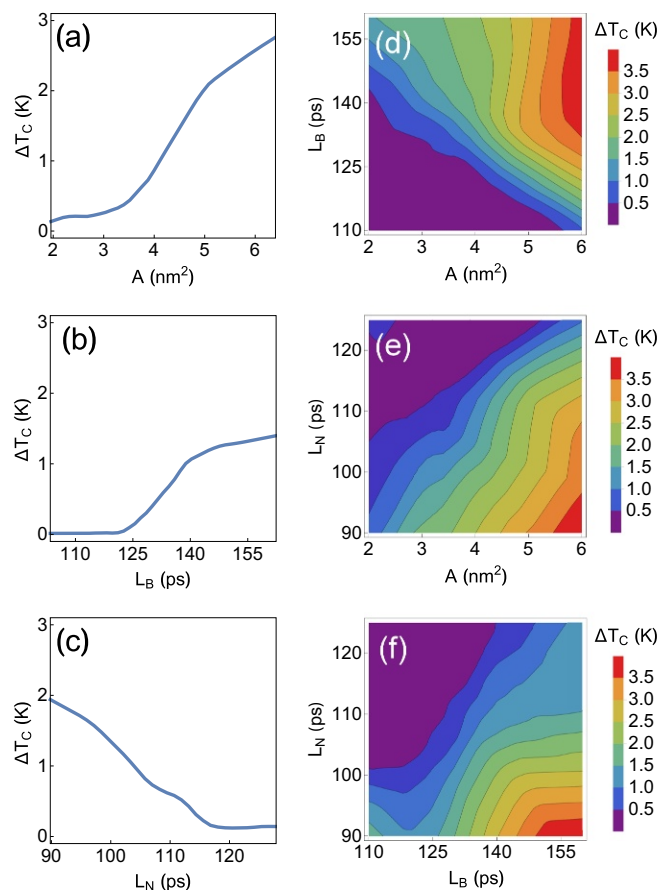 (a)
3
2
1
0
ΔT_C (K)
2 3 4 5 6
A (nm²)
(d)
155
140
125
110
L_B (ps)
2 3 4 5 6
A (nm²)
ΔT_C (K)
3.5
3.0
2.5
2.0
1.5
1.0
0.5
(b)
3
2
1
0
ΔT_C (K)
110 125 140 155
L_B (ps)
(e)
120
110
100
90
L_N (ps)
2 3 4 5 6
A (nm²)
ΔT_C (K)
3.5
3.0
2.5
2.0
1.5
1.0
0.5
(c)
3
2
1
0
ΔT_C (K)
90 100 110 120
L_N (ps)
(f)
120
110
100
90
L_N (ps)
110 125 140 155
L_B (ps)
ΔT_C (K)
3.5
3.0
2.5
2.0
1.5
1.0
0.5